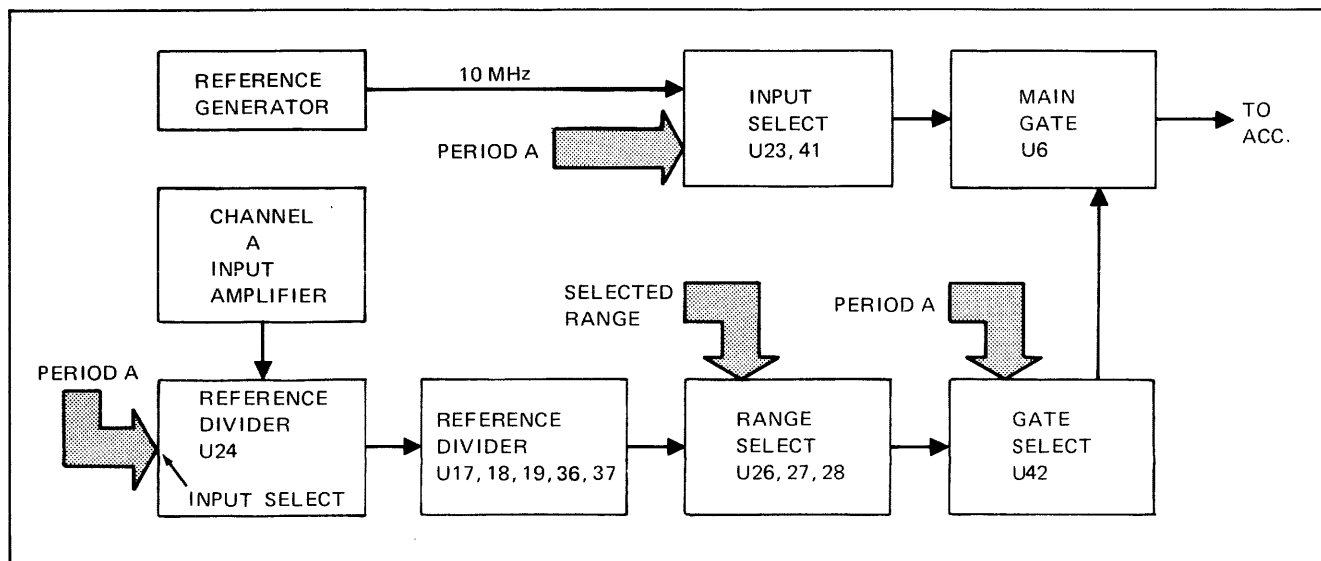 REFERENCE
GENERATOR
10 MHz
PERIOD A
INPUT
SELECT
U23, 41
MAIN
GATE
U6
TO
ACC.
CHANNEL
A
INPUT
AMPLIFIER
SELECTED
RANGE
PERIOD A
PERIOD A
REFERENCE
DIVIDER
U24
INPUT SELECT
REFERENCE
DIVIDER
U17, 18, 19, 36, 37
RANGE
SELECT
U26, 27, 28
GATE
SELECT
U42